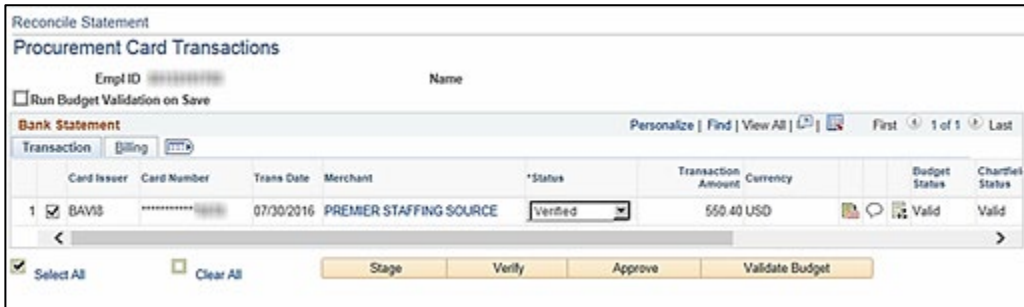 Reconcile Statement
Procurement Card Transactions
Empl ID Name
Run Budget Validation on Save
Bank Statement Personalize | Find | View All | | First 1 of 1 Last
Transaction Billing
Card Issuer Card Number Trans Date Merchant *Status Transaction Amount Currency Budget Status Chartfiel Status
1 BAVIS ************ 07/30/2016 PREMIER STAFFING SOURCE Verified 550.40 USD Valid Valid
Select All Clear All Stage Verify Approve Validate Budget